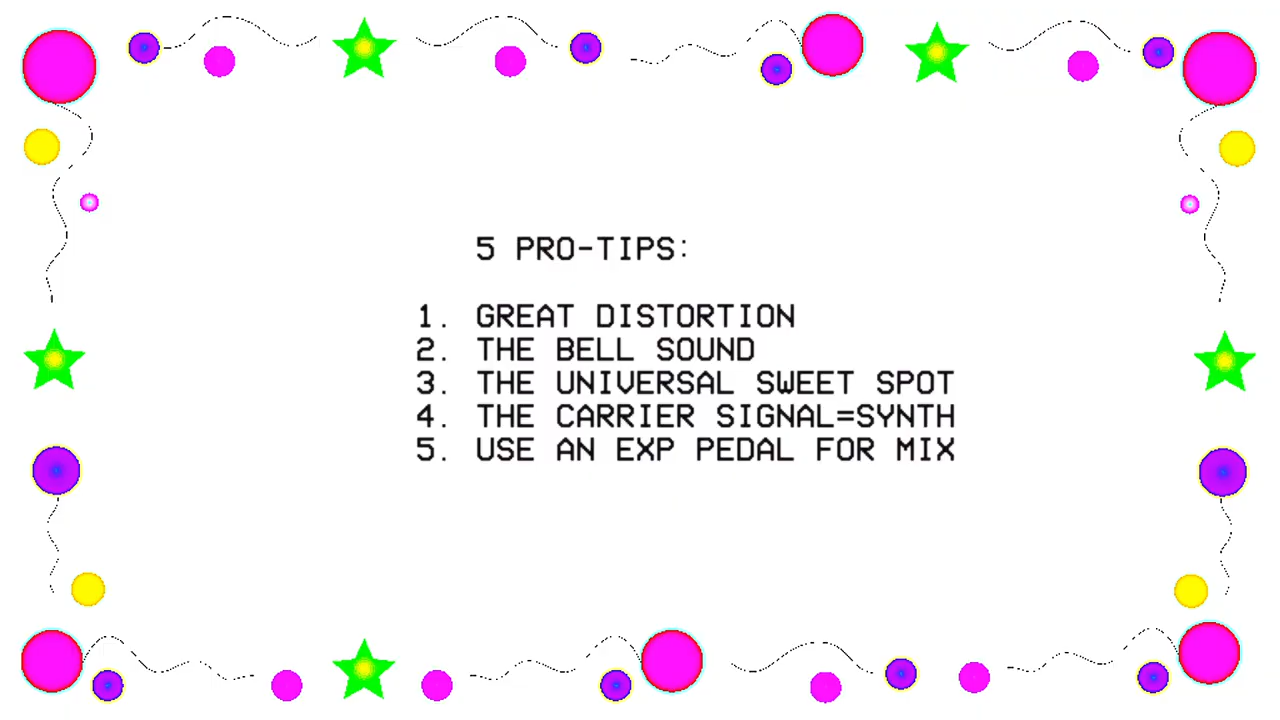 5 PRO-TIPS:
1. GREAT DISTORTION
2. THE BELL SOUND
3. THE UNIVERSAL SWEET SPOT
4. THE CARRIER SIGNAL=SYNTH
5. USE AN EXP PEDAL FOR MIX